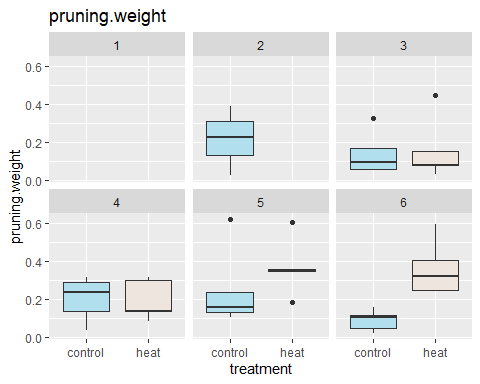 pruning.weight
1 2 3
0.6
0.4
0.2
0.0
4 5 6
0.6
0.4
0.2
0.0
pruning.weight
control heat control heat control heat
treatment